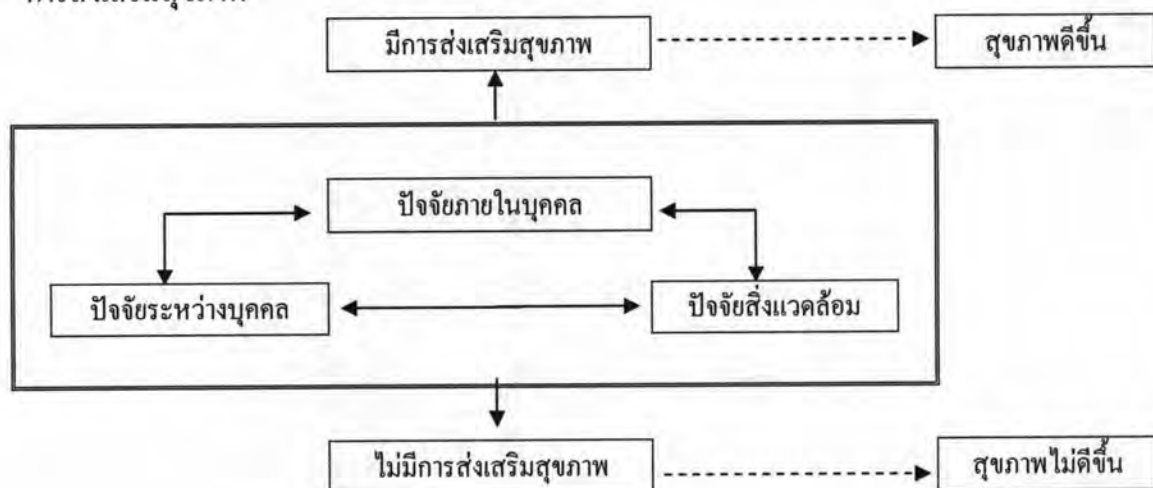 มีการส่งเสริมสุขภาพ
สุขภาพดีขึ้น
ปัจจัยภายในบุคคล
ปัจจัยระหว่างบุคคล
ปัจจัยสิ่งแวดล้อม
ไม่มีการส่งเสริมสุขภาพ
สุขภาพไม่ดีขึ้น